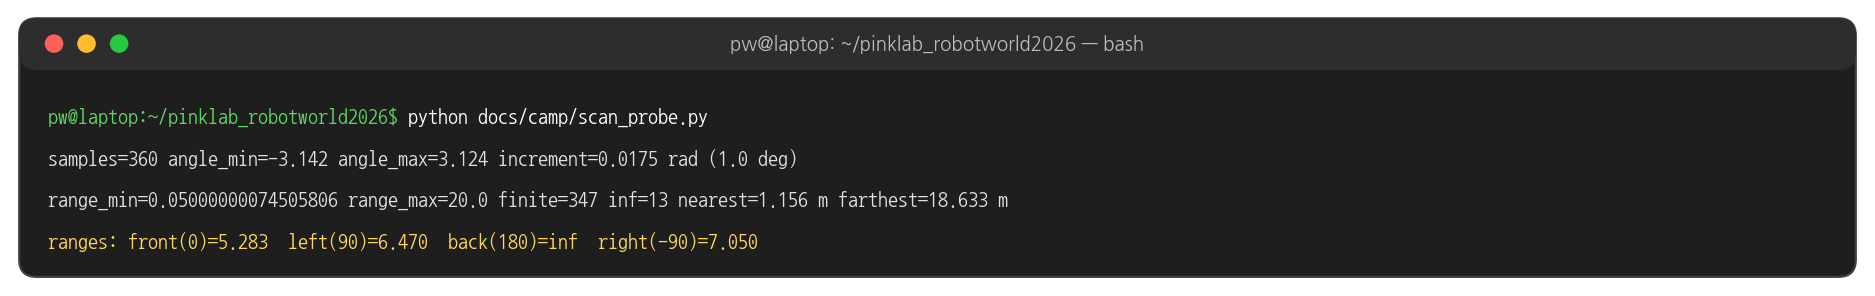 pw@laptop: ~/pinklab_robotworld2026 — bash
pw@laptop:~/pinklab_robotworld2026$ python docs/camp/scan_probe.py
samples=360 angle_min=-3.142 angle_max=3.124 increment=0.0175 rad (1.0 deg)
range_min=0.05000000074505806 range_max=20.0 finite=347 inf=13 nearest=1.156 m farthest=18.633 m
ranges: front(0)=5.283  left(90)=6.470  back(180)=inf  right(-90)=7.050